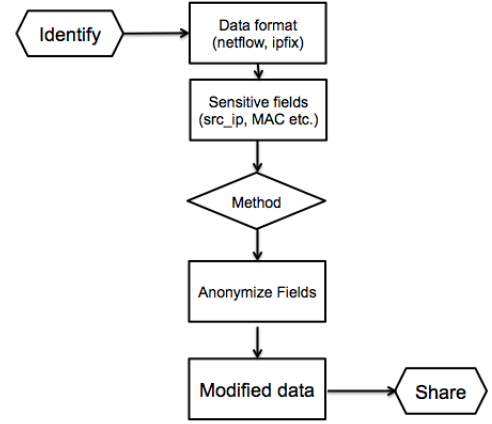 Identify
Data format
(netflow, ipfix)
Sensitive fields
(src_ip, MAC etc.)
Method
Anonymize Fields
Modified data
Share